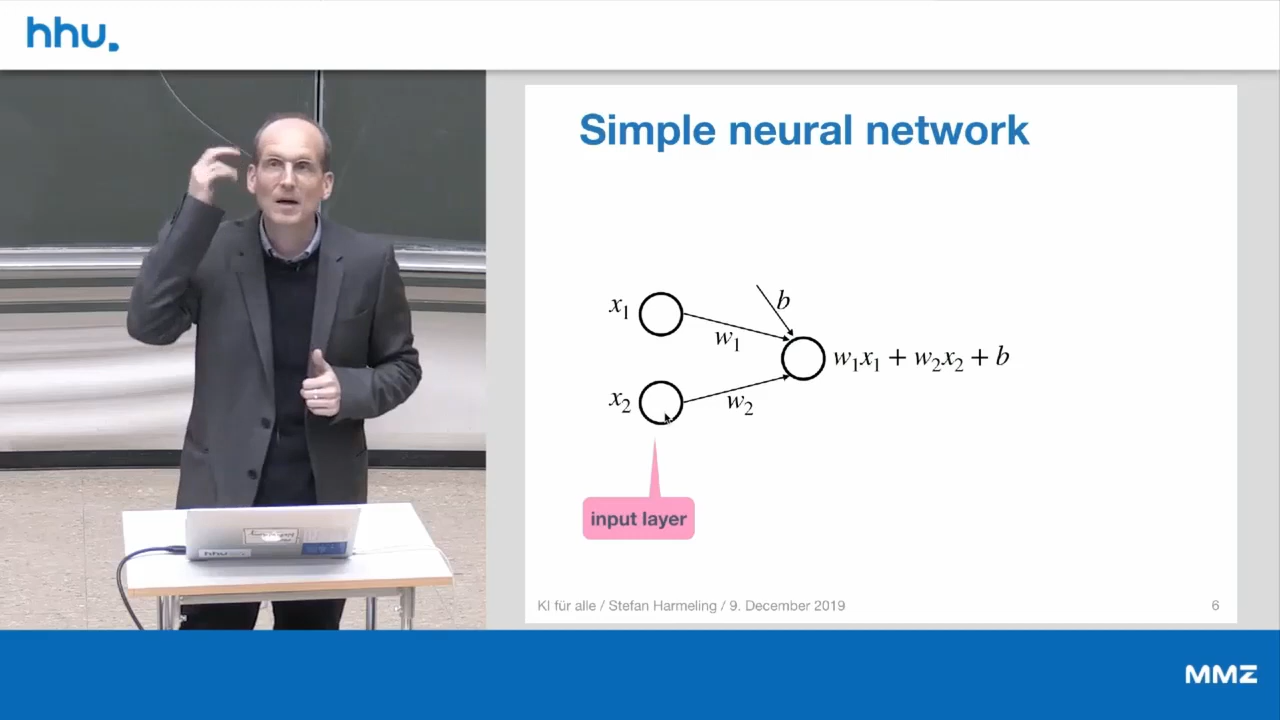 hhu.
Simple neural network
x₁
b
w₁
w₁x₁ + w₂x₂ + b
x₂
w₂
input layer
hhu.
KI für alle / Stefan Harmeling / 9. December 2019
6
MMZ